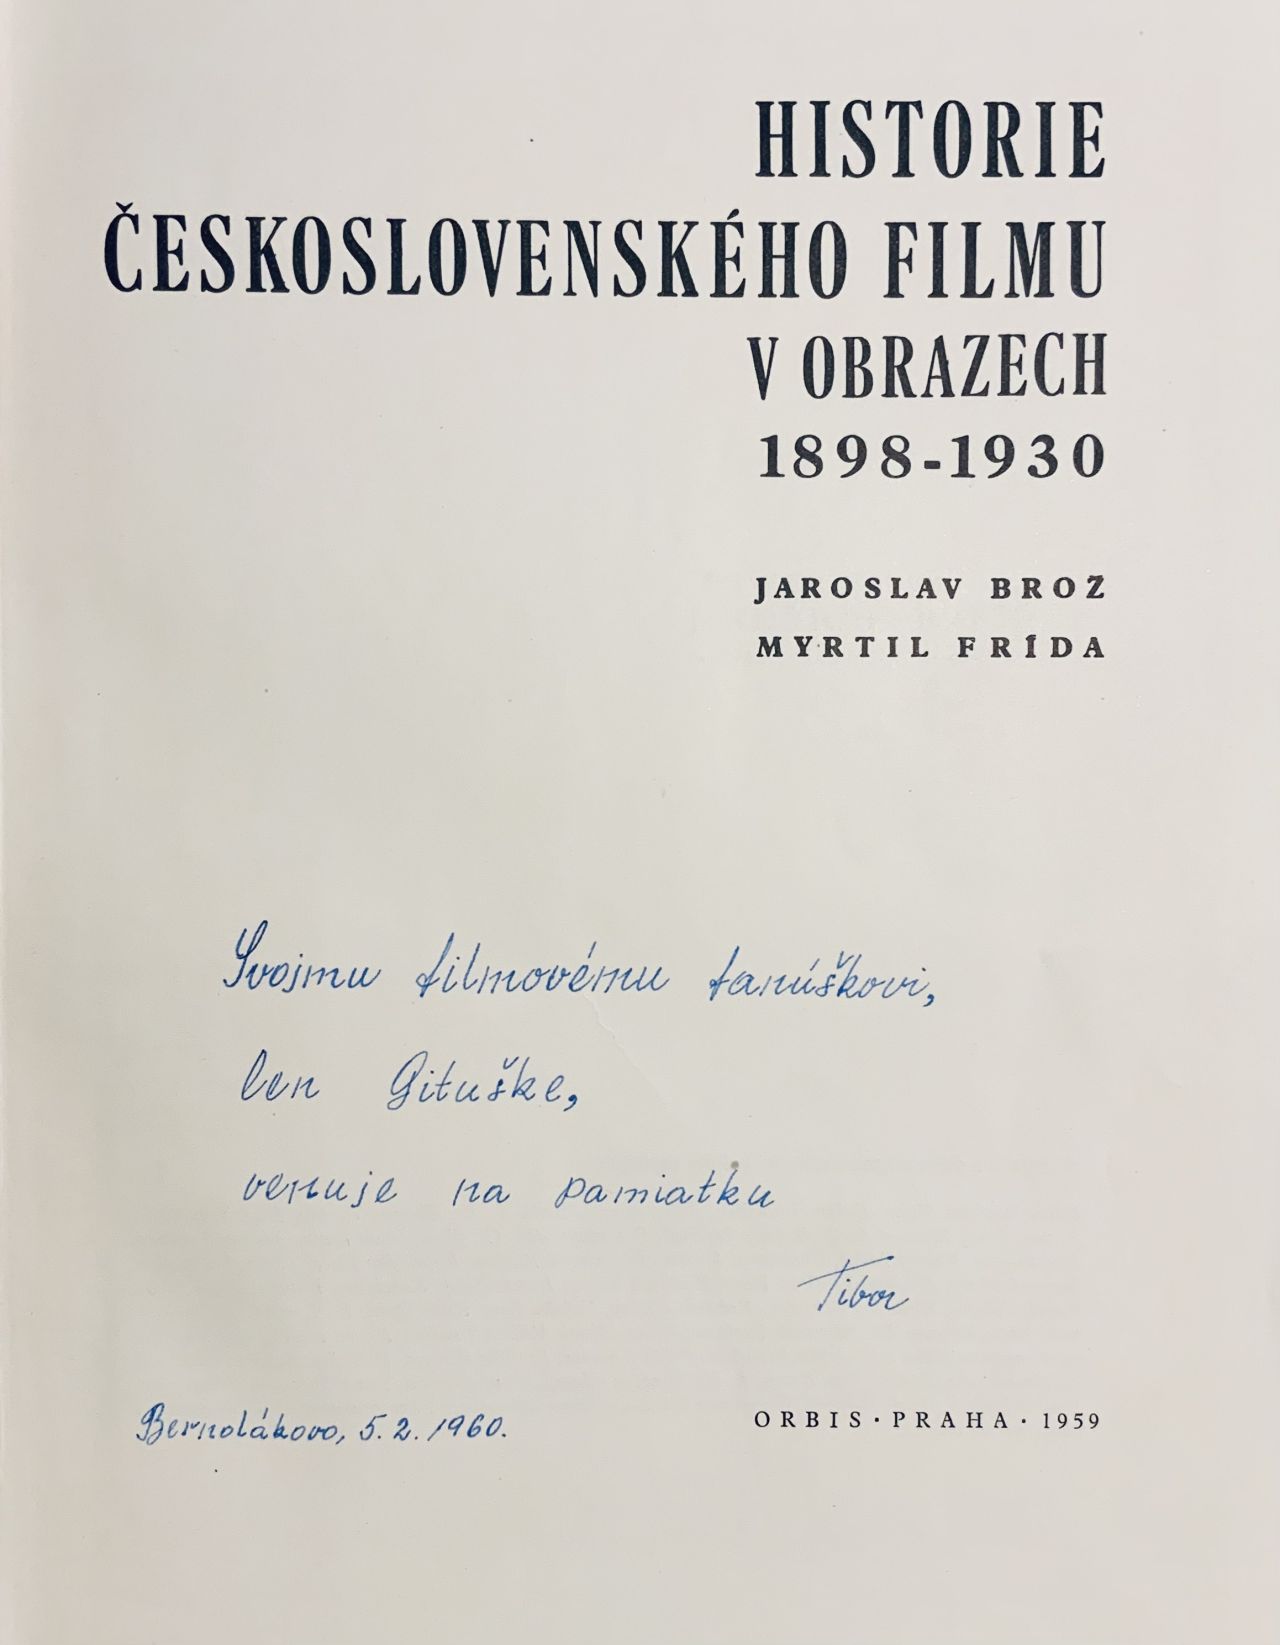 HISTORIE
ČESKOSLOVENSKÉHO FILMU
V OBRAZECH
1898-1930
JAROSLAV BROŽ
MYRTIL FRÍDA
Svojmu filmovému fanúškovi,
len Gituške,
venuje na pamiatku
Tibor
Bernolákovo, 5. 2. 1960.
ORBIS · PRAHA · 1959